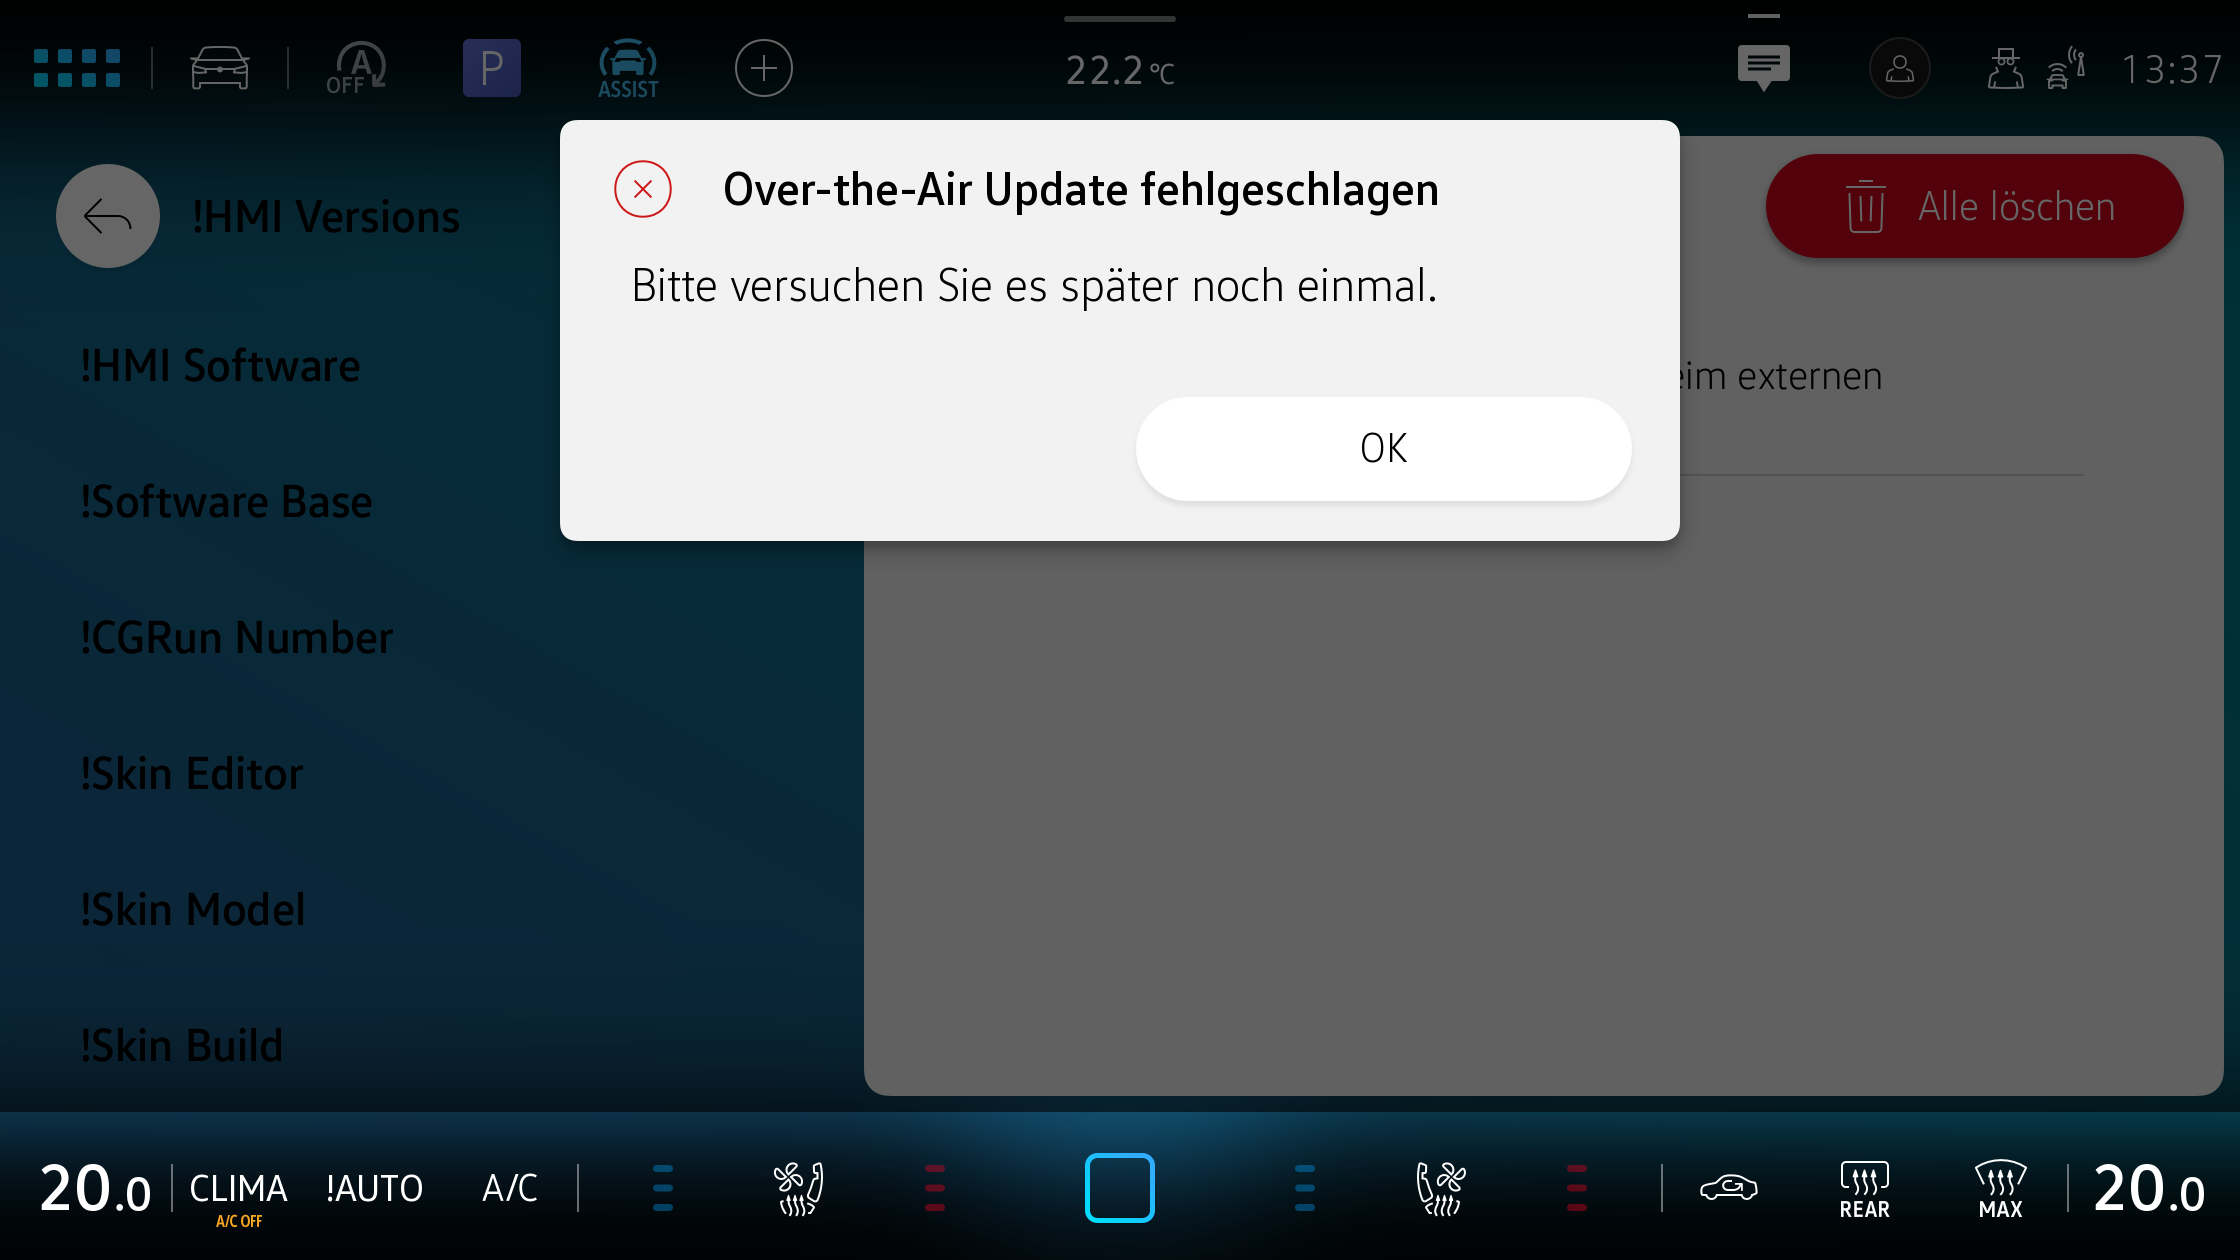 OFF A
P
ASSIST
22.2 °C
13:37
!HMI Versions
Over-the-Air Update fehlgeschlagen
Bitte versuchen Sie es später noch einmal.
OK
Alle löschen
eim externen
!HMI Software
!Software Base
!CGRun Number
!Skin Editor
!Skin Model
!Skin Build
20.0 CLIMA !AUTO A/C REAR MAX 20.0
A/C OFF